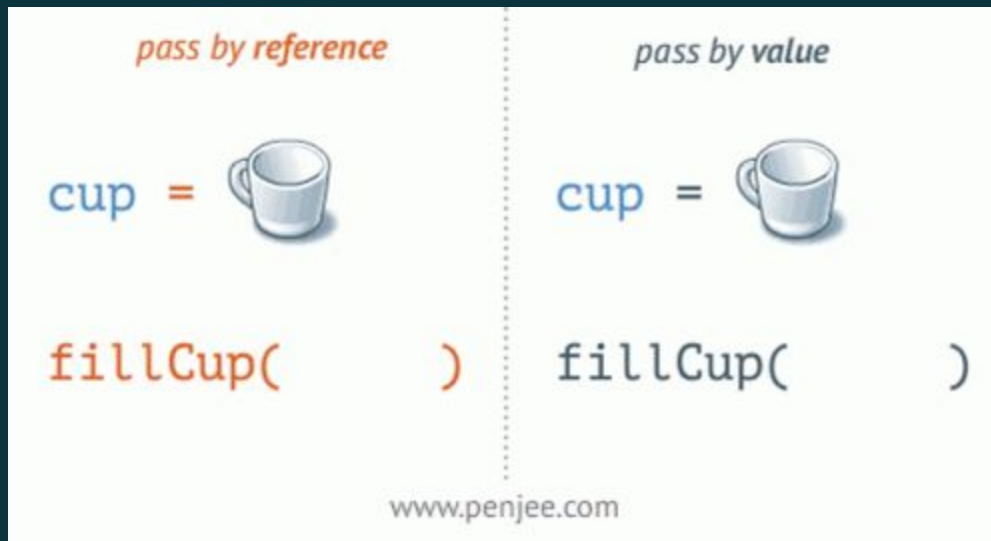 pass by reference
cup =
fillCup( )
pass by value
cup =
fillCup( )
www.penjee.com